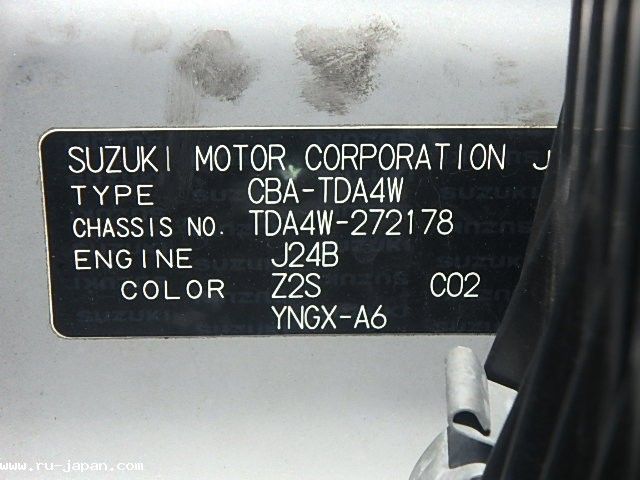 SUZUKI MOTOR CORPORATION J
TYPE CBA-TDA4W
CHASSIS NO. TDA4W-272178
ENGINE J24B
COLOR Z2S C02
YNGX-A6
www.ru-japan.com